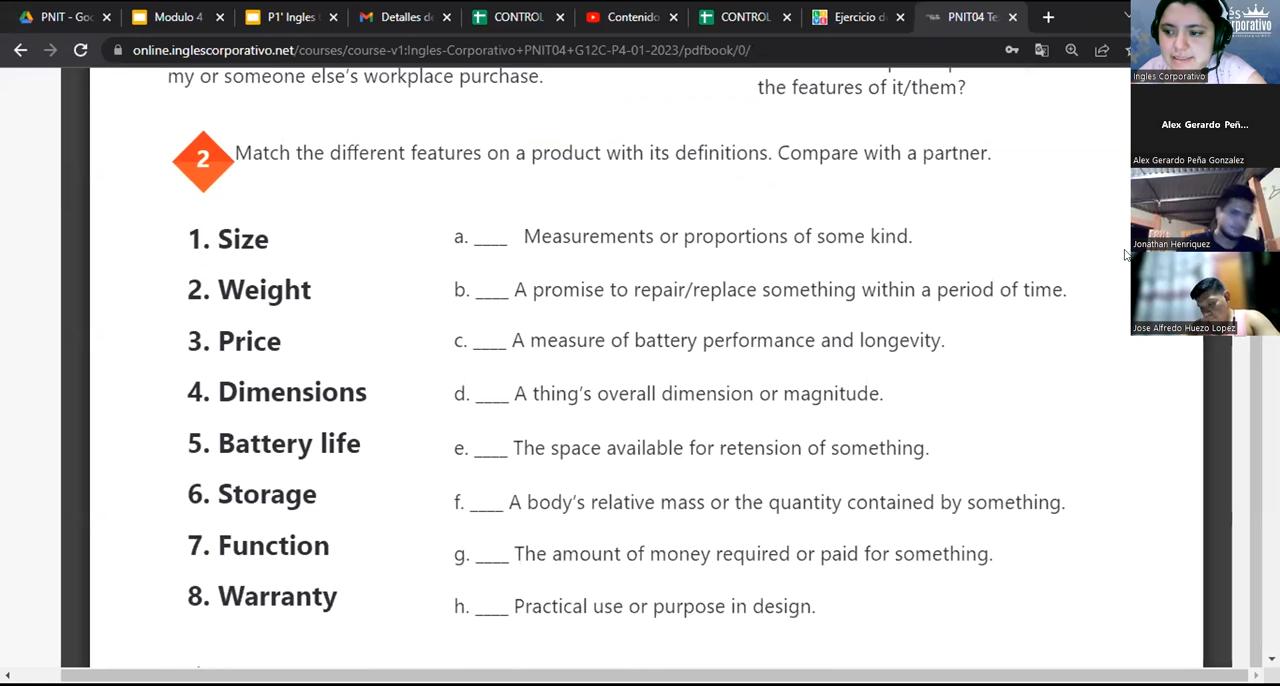 PNIT - Goo
Modulo 4
P1' Ingles
Detalles de
CONTROL
Contenido
CONTROL
Ejercicio d
PNIT04 Te
online.inglescorporativo.net/courses/course-v1:Ingles-Corporativo+PNIT04+G12C-P4-01-2023/pdfbook/0/
my or someone else's workplace purchase.
the features of it/them?
2 Match the different features on a product with its definitions. Compare with a partner.
1. Size
a. ____ Measurements or proportions of some kind.
2. Weight
b. ____ A promise to repair/replace something within a period of time.
3. Price
c. ____ A measure of battery performance and longevity.
4. Dimensions
d. ____ A thing's overall dimension or magnitude.
5. Battery life
e. ____ The space available for retension of something.
6. Storage
f. ____ A body's relative mass or the quantity contained by something.
7. Function
g. ____ The amount of money required or paid for something.
8. Warranty
h. ____ Practical use or purpose in design.
Ingles Corporativo
Alex Gerardo Peñ...
Alex Gerardo Peña Gonzalez
Jonathan Henriquez
Jose Alfredo Huezo Lopez